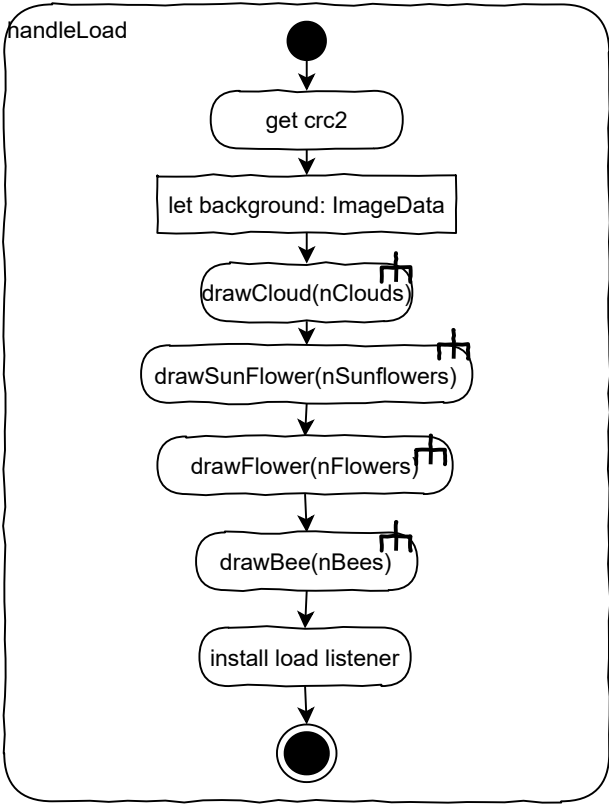 handleLoad
get crc2
let background: ImageData
drawCloud(nClouds)
drawSunFlower(nSunflowers)
drawFlower(nFlowers)
drawBee(nBees)
install load listener